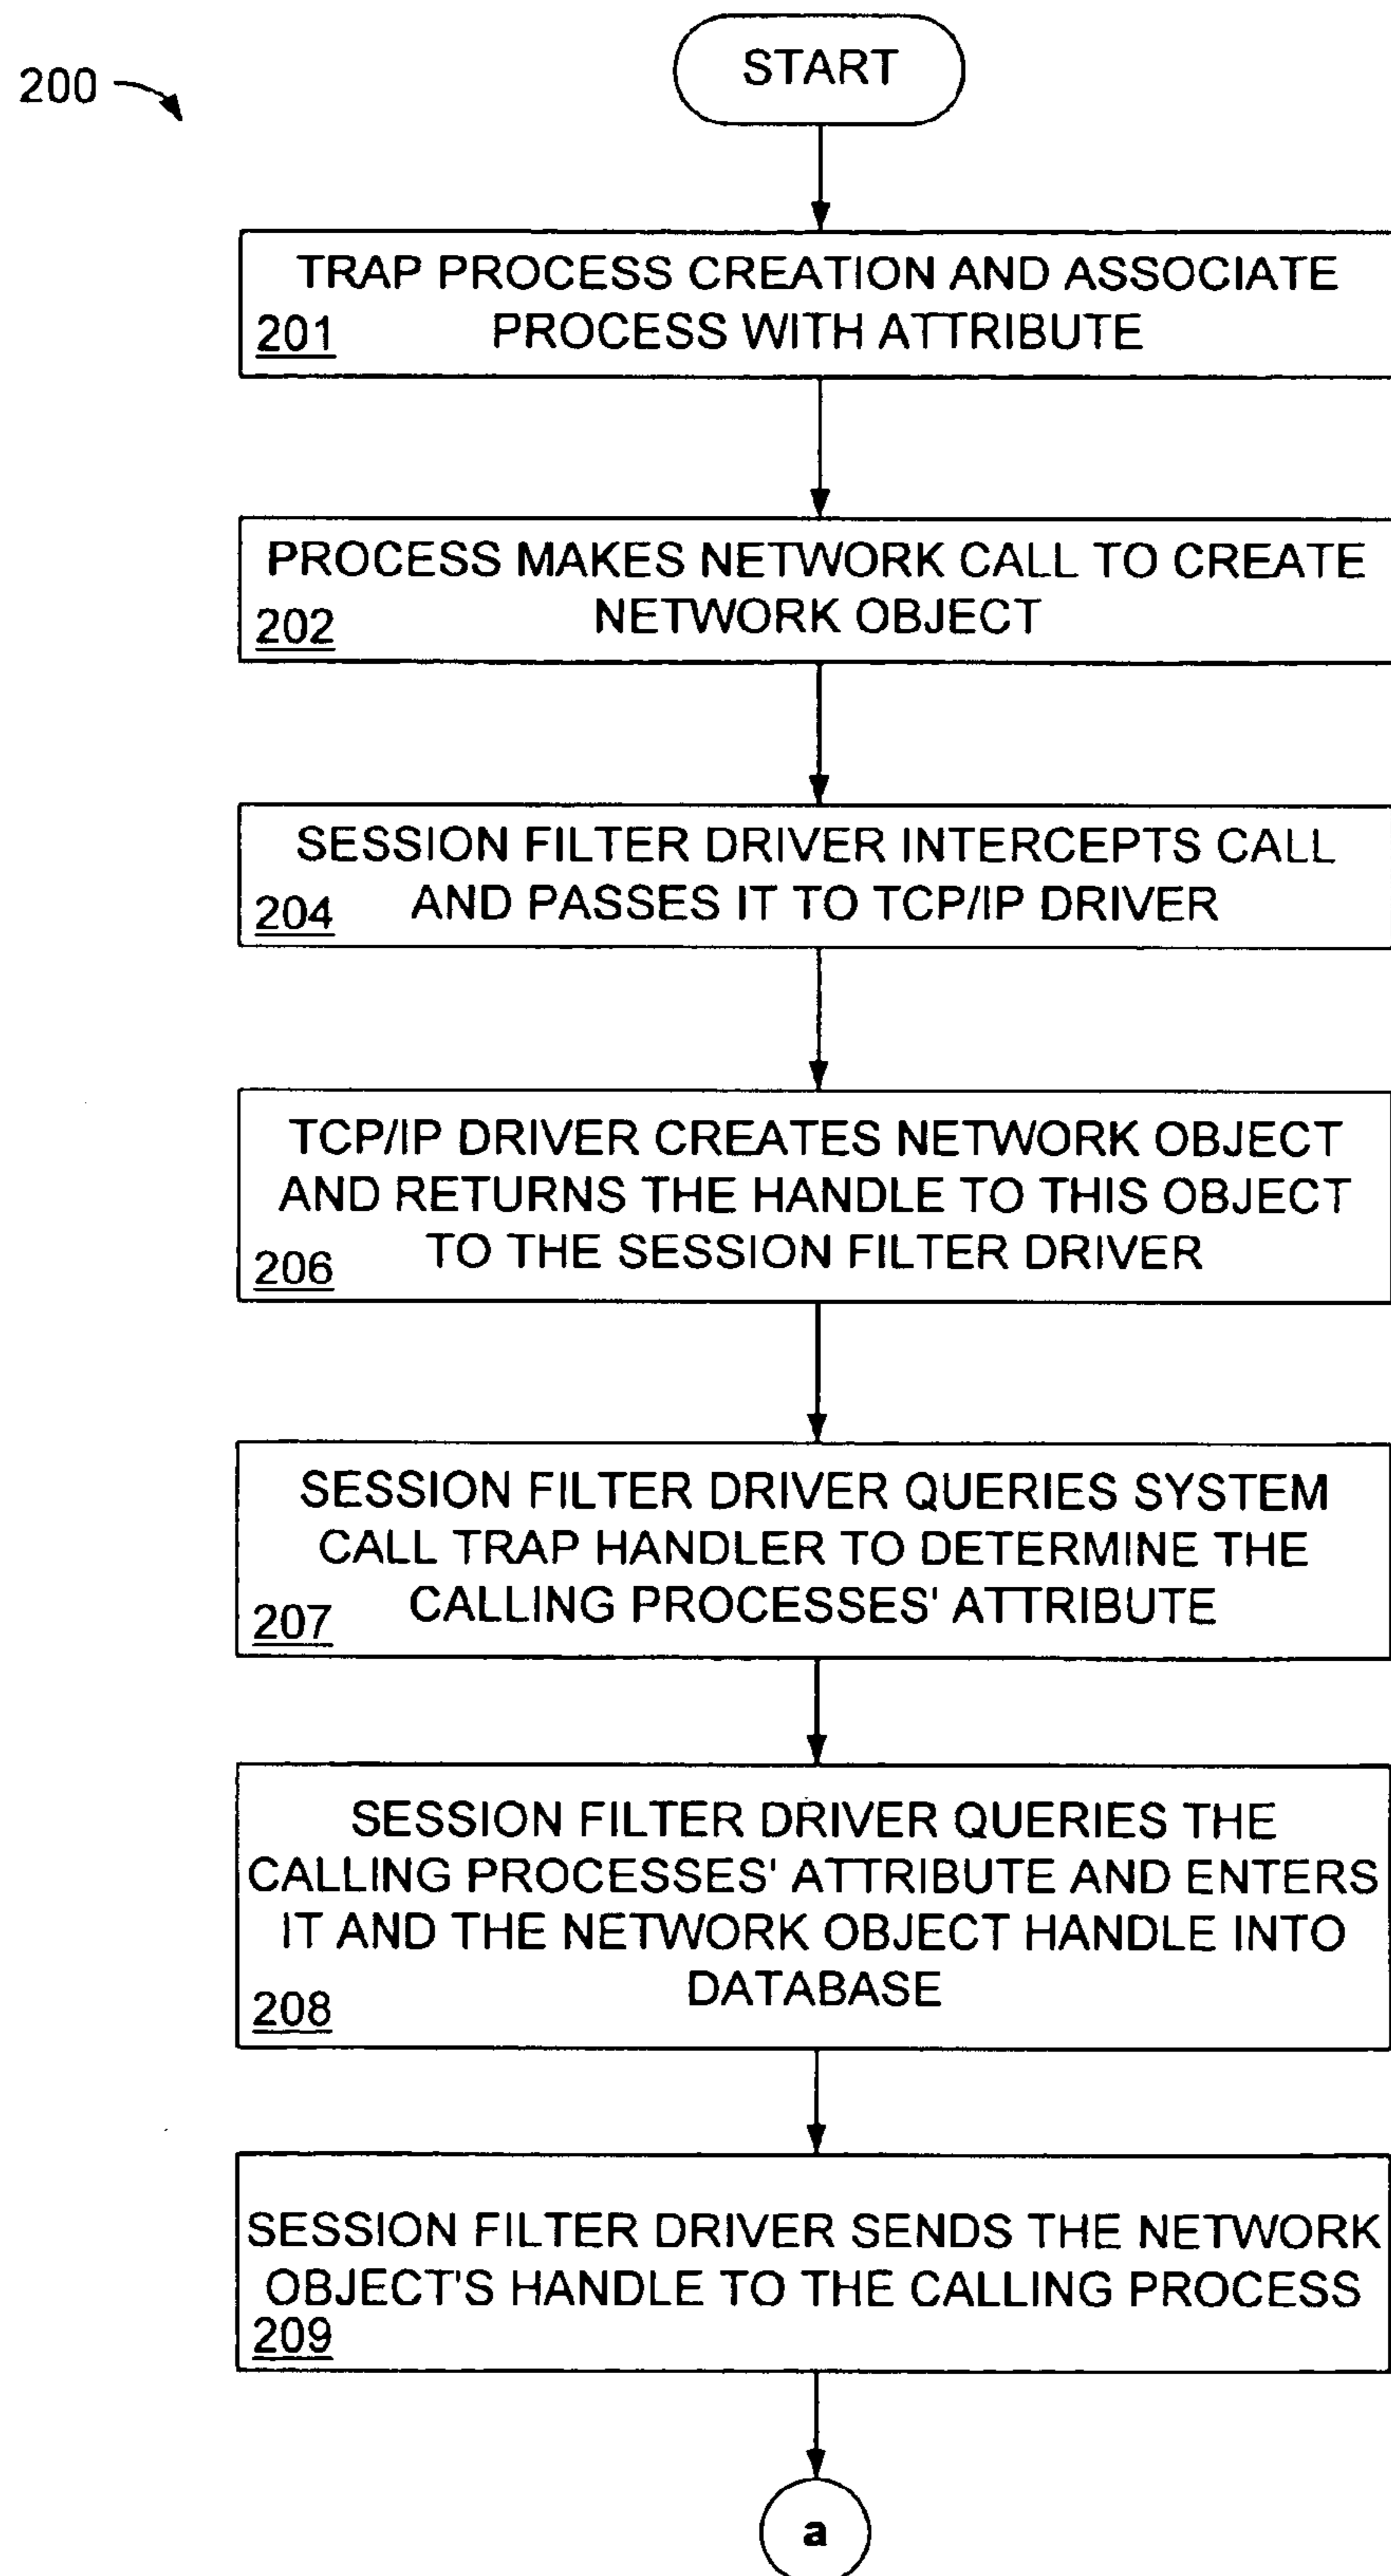 200
START
TRAP PROCESS CREATION AND ASSOCIATE
201 PROCESS WITH ATTRIBUTE
PROCESS MAKES NETWORK CALL TO CREATE
202 NETWORK OBJECT
SESSION FILTER DRIVER INTERCEPTS CALL
204 AND PASSES IT TO TCP/IP DRIVER
TCP/IP DRIVER CREATES NETWORK OBJECT
AND RETURNS THE HANDLE TO THIS OBJECT
206 TO THE SESSION FILTER DRIVER
SESSION FILTER DRIVER QUERIES SYSTEM
CALL TRAP HANDLER TO DETERMINE THE
207 CALLING PROCESSES' ATTRIBUTE
SESSION FILTER DRIVER QUERIES THE
CALLING PROCESSES' ATTRIBUTE AND ENTERS
IT AND THE NETWORK OBJECT HANDLE INTO
208 DATABASE
SESSION FILTER DRIVER SENDS THE NETWORK
OBJECT'S HANDLE TO THE CALLING PROCESS
209
a